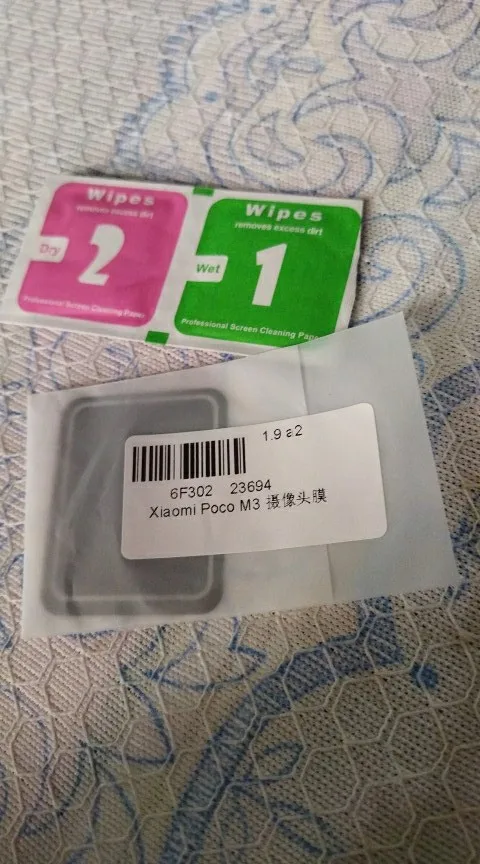 Wipes
removes excess dirt
Dry
2
Professional Screen Cleaning Paper
Wipes
removes excess dirt
Wet
1
Professional Screen Cleaning Pape
1.9 a2
6F302 23694
Xiaomi Poco M3 摄像头膜